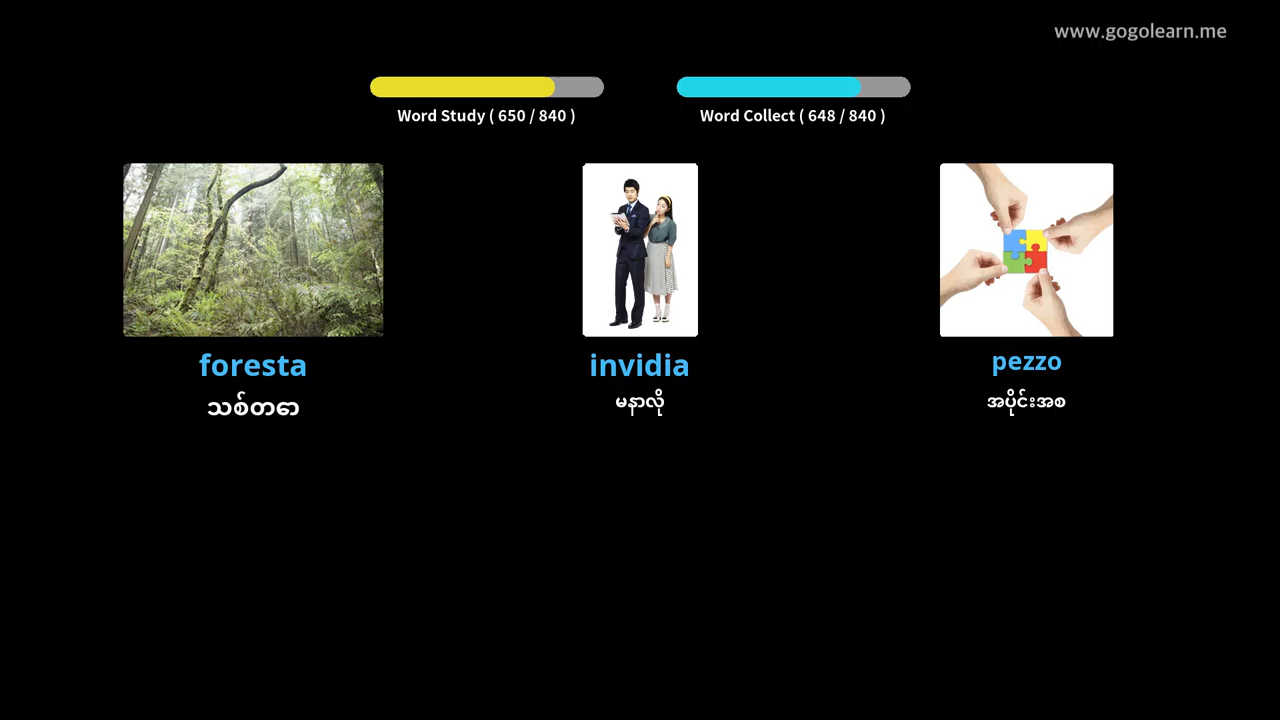 www.gogolearn.me
Word Study ( 650 / 840 )
Word Collect ( 648 / 840 )
foresta
invidia
pezzo
သစ်တော
မနာလို
အပိုင်းအစ